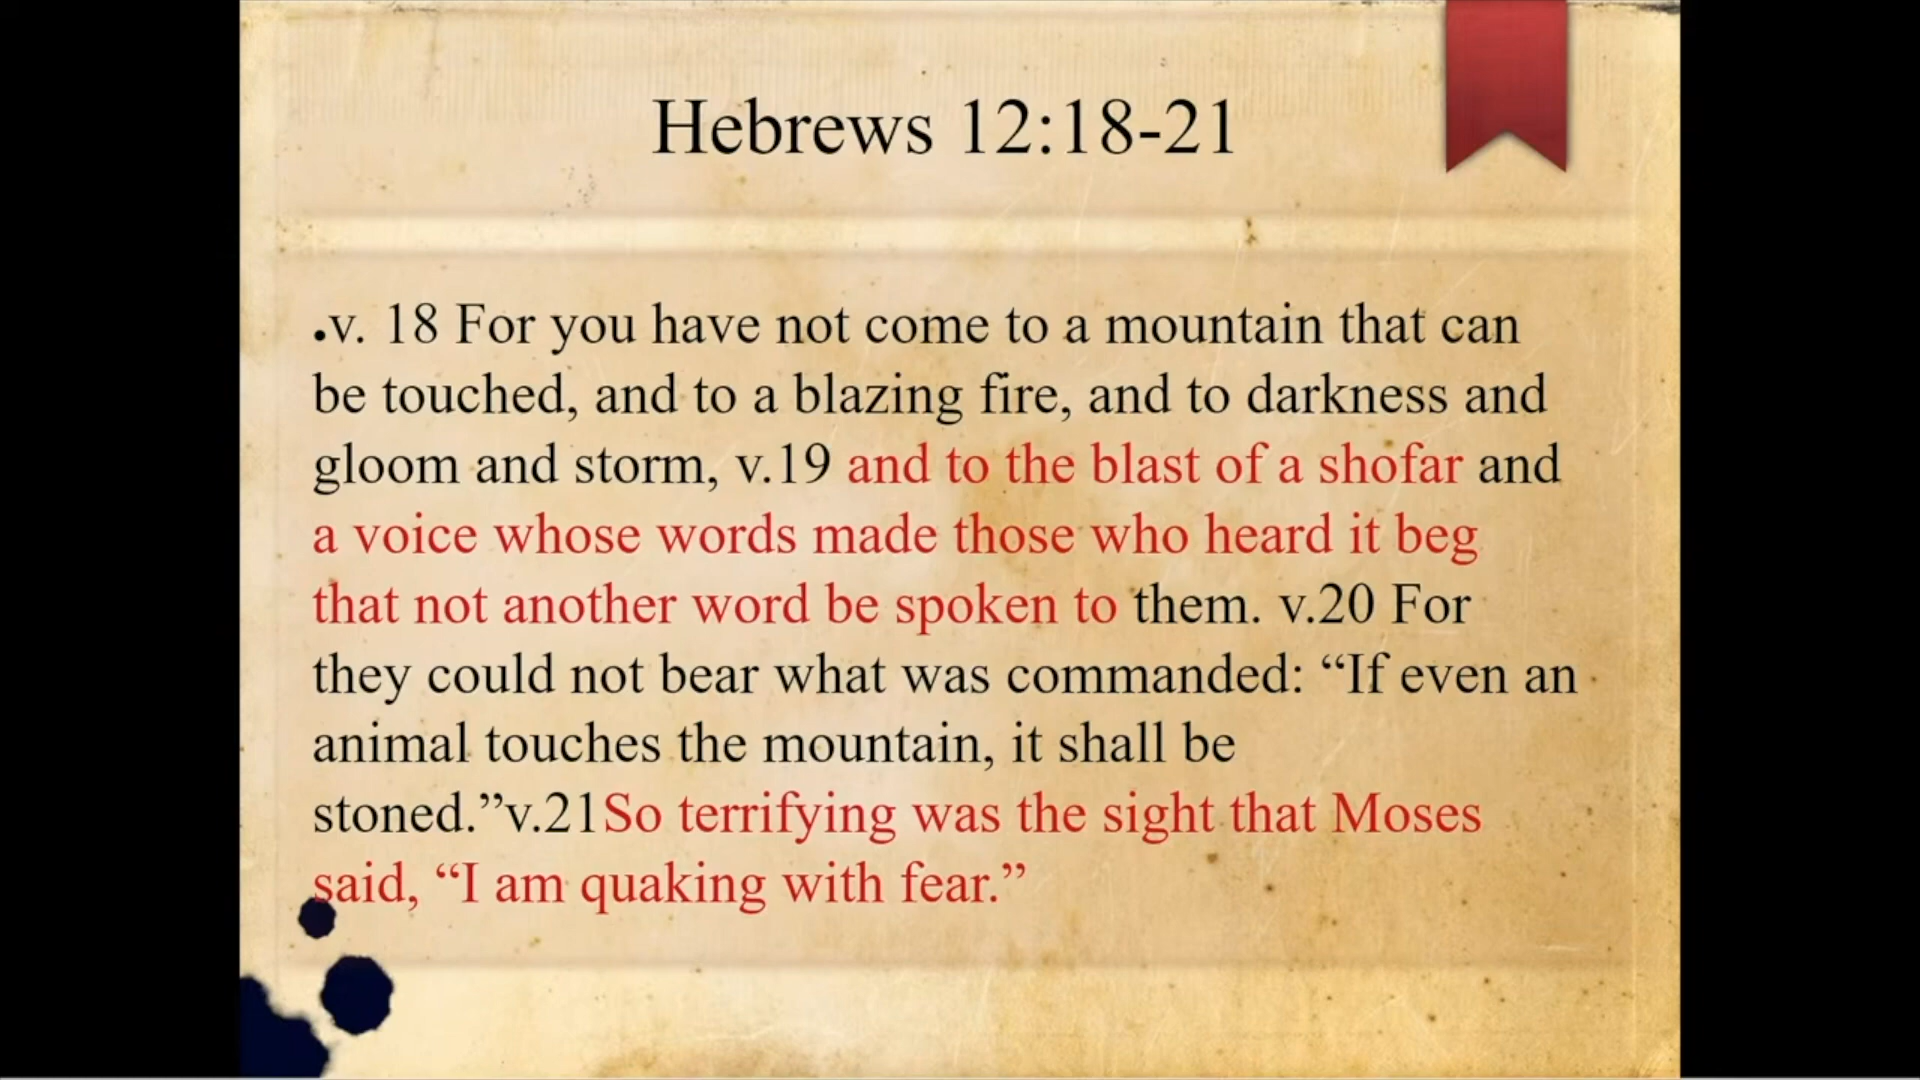 Hebrews 12:18-21
•v. 18 For you have not come to a mountain that can
be touched, and to a blazing fire, and to darkness and
gloom and storm, v.19 and to the blast of a shofar and
a voice whose words made those who heard it beg
that not another word be spoken to them. v.20 For
they could not bear what was commanded: “If even an
animal touches the mountain, it shall be
stoned.”v.21So terrifying was the sight that Moses
said, “I am quaking with fear.”